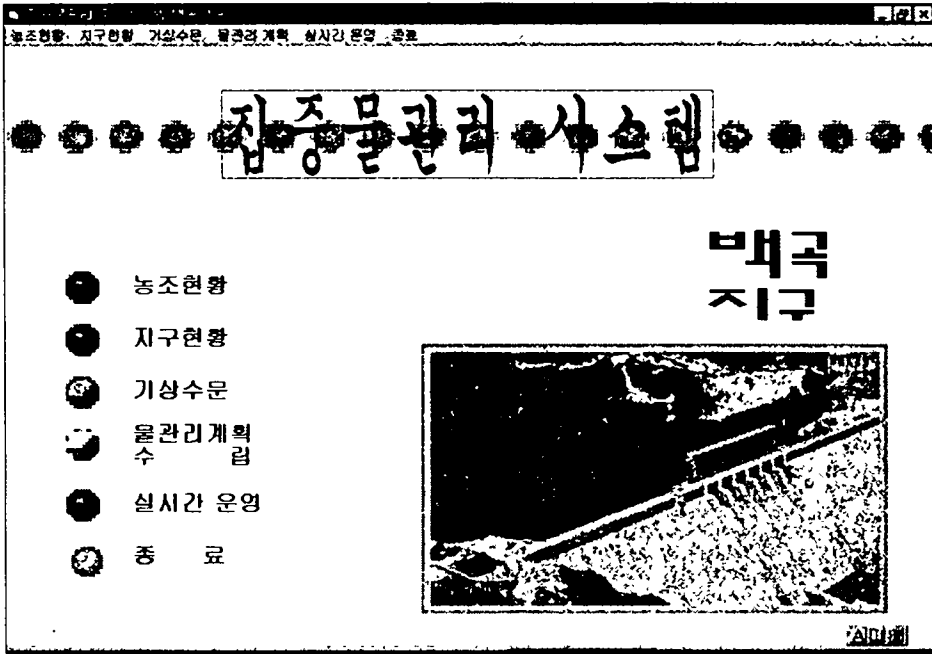 농조현황 지구현황 기상수문 물관리 계획 실시간 운영 종료
집중물관리 시스템
백곡
지구
농조현황
지구현황
기상수문
물관리계획
수 립
실시간 운영
종 료